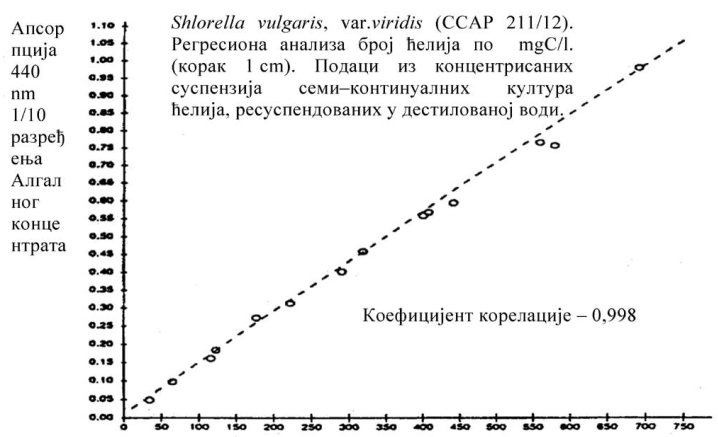 Апсор
пција
440
nm
1/10
разређ
ења
Алгал
ног
конце
нтрата
Shlorella vulgaris, var.viridis (CCAP 211/12).
Регресиона анализа број ћелија по mgC/l.
(корак 1 cm). Подаци из концентрисаних
суспензија семи–континуалних култура
ћелија, ресуспендованих у дестилованој води.
1.10
1.05
1.00
0.95
0.90
0.85
0.80
0.75
0.70
0.65
0.60
0.55
0.50
0.45
0.40
0.35
0.30
0.25
0.20
0.15
0.10
0.05
0.00
Коефицијент корелације – 0,998
0 50 100 150 200 250 300 350 400 450 500 550 600 650 700 750